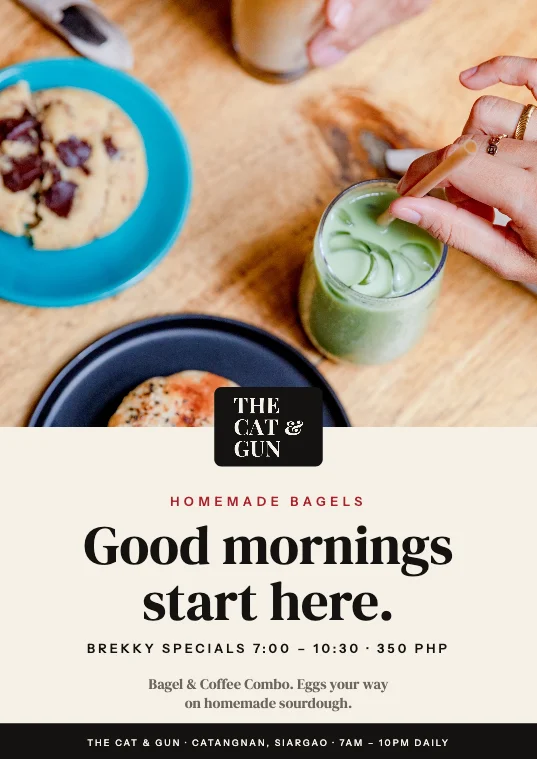 THE
CAT &
GUN
HOMEMADE BAGELS
Good mornings
start here.
BREKKY SPECIALS 7:00 – 10:30 · 350 PHP
Bagel & Coffee Combo. Eggs your way
on homemade sourdough.
THE CAT & GUN · CATANGNAN, SIARGAO · 7AM – 10PM DAILY